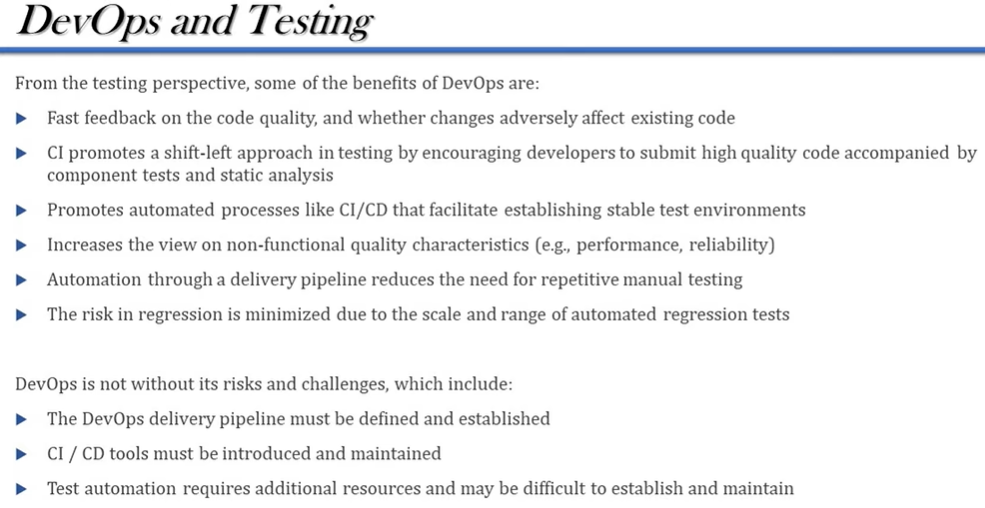 DevOps and Testing
From the testing perspective, some of the benefits of DevOps are:
Fast feedback on the code quality, and whether changes adversely affect existing code
CI promotes a shift-left approach in testing by encouraging developers to submit high quality code accompanied by
component tests and static analysis
Promotes automated processes like CI/CD that facilitate establishing stable test environments
Increases the view on non-functional quality characteristics (e.g., performance, reliability)
Automation through a delivery pipeline reduces the need for repetitive manual testing
The risk in regression is minimized due to the scale and range of automated regression tests
DevOps is not without its risks and challenges, which include:
The DevOps delivery pipeline must be defined and established
CI / CD tools must be introduced and maintained
Test automation requires additional resources and may be difficult to establish and maintain